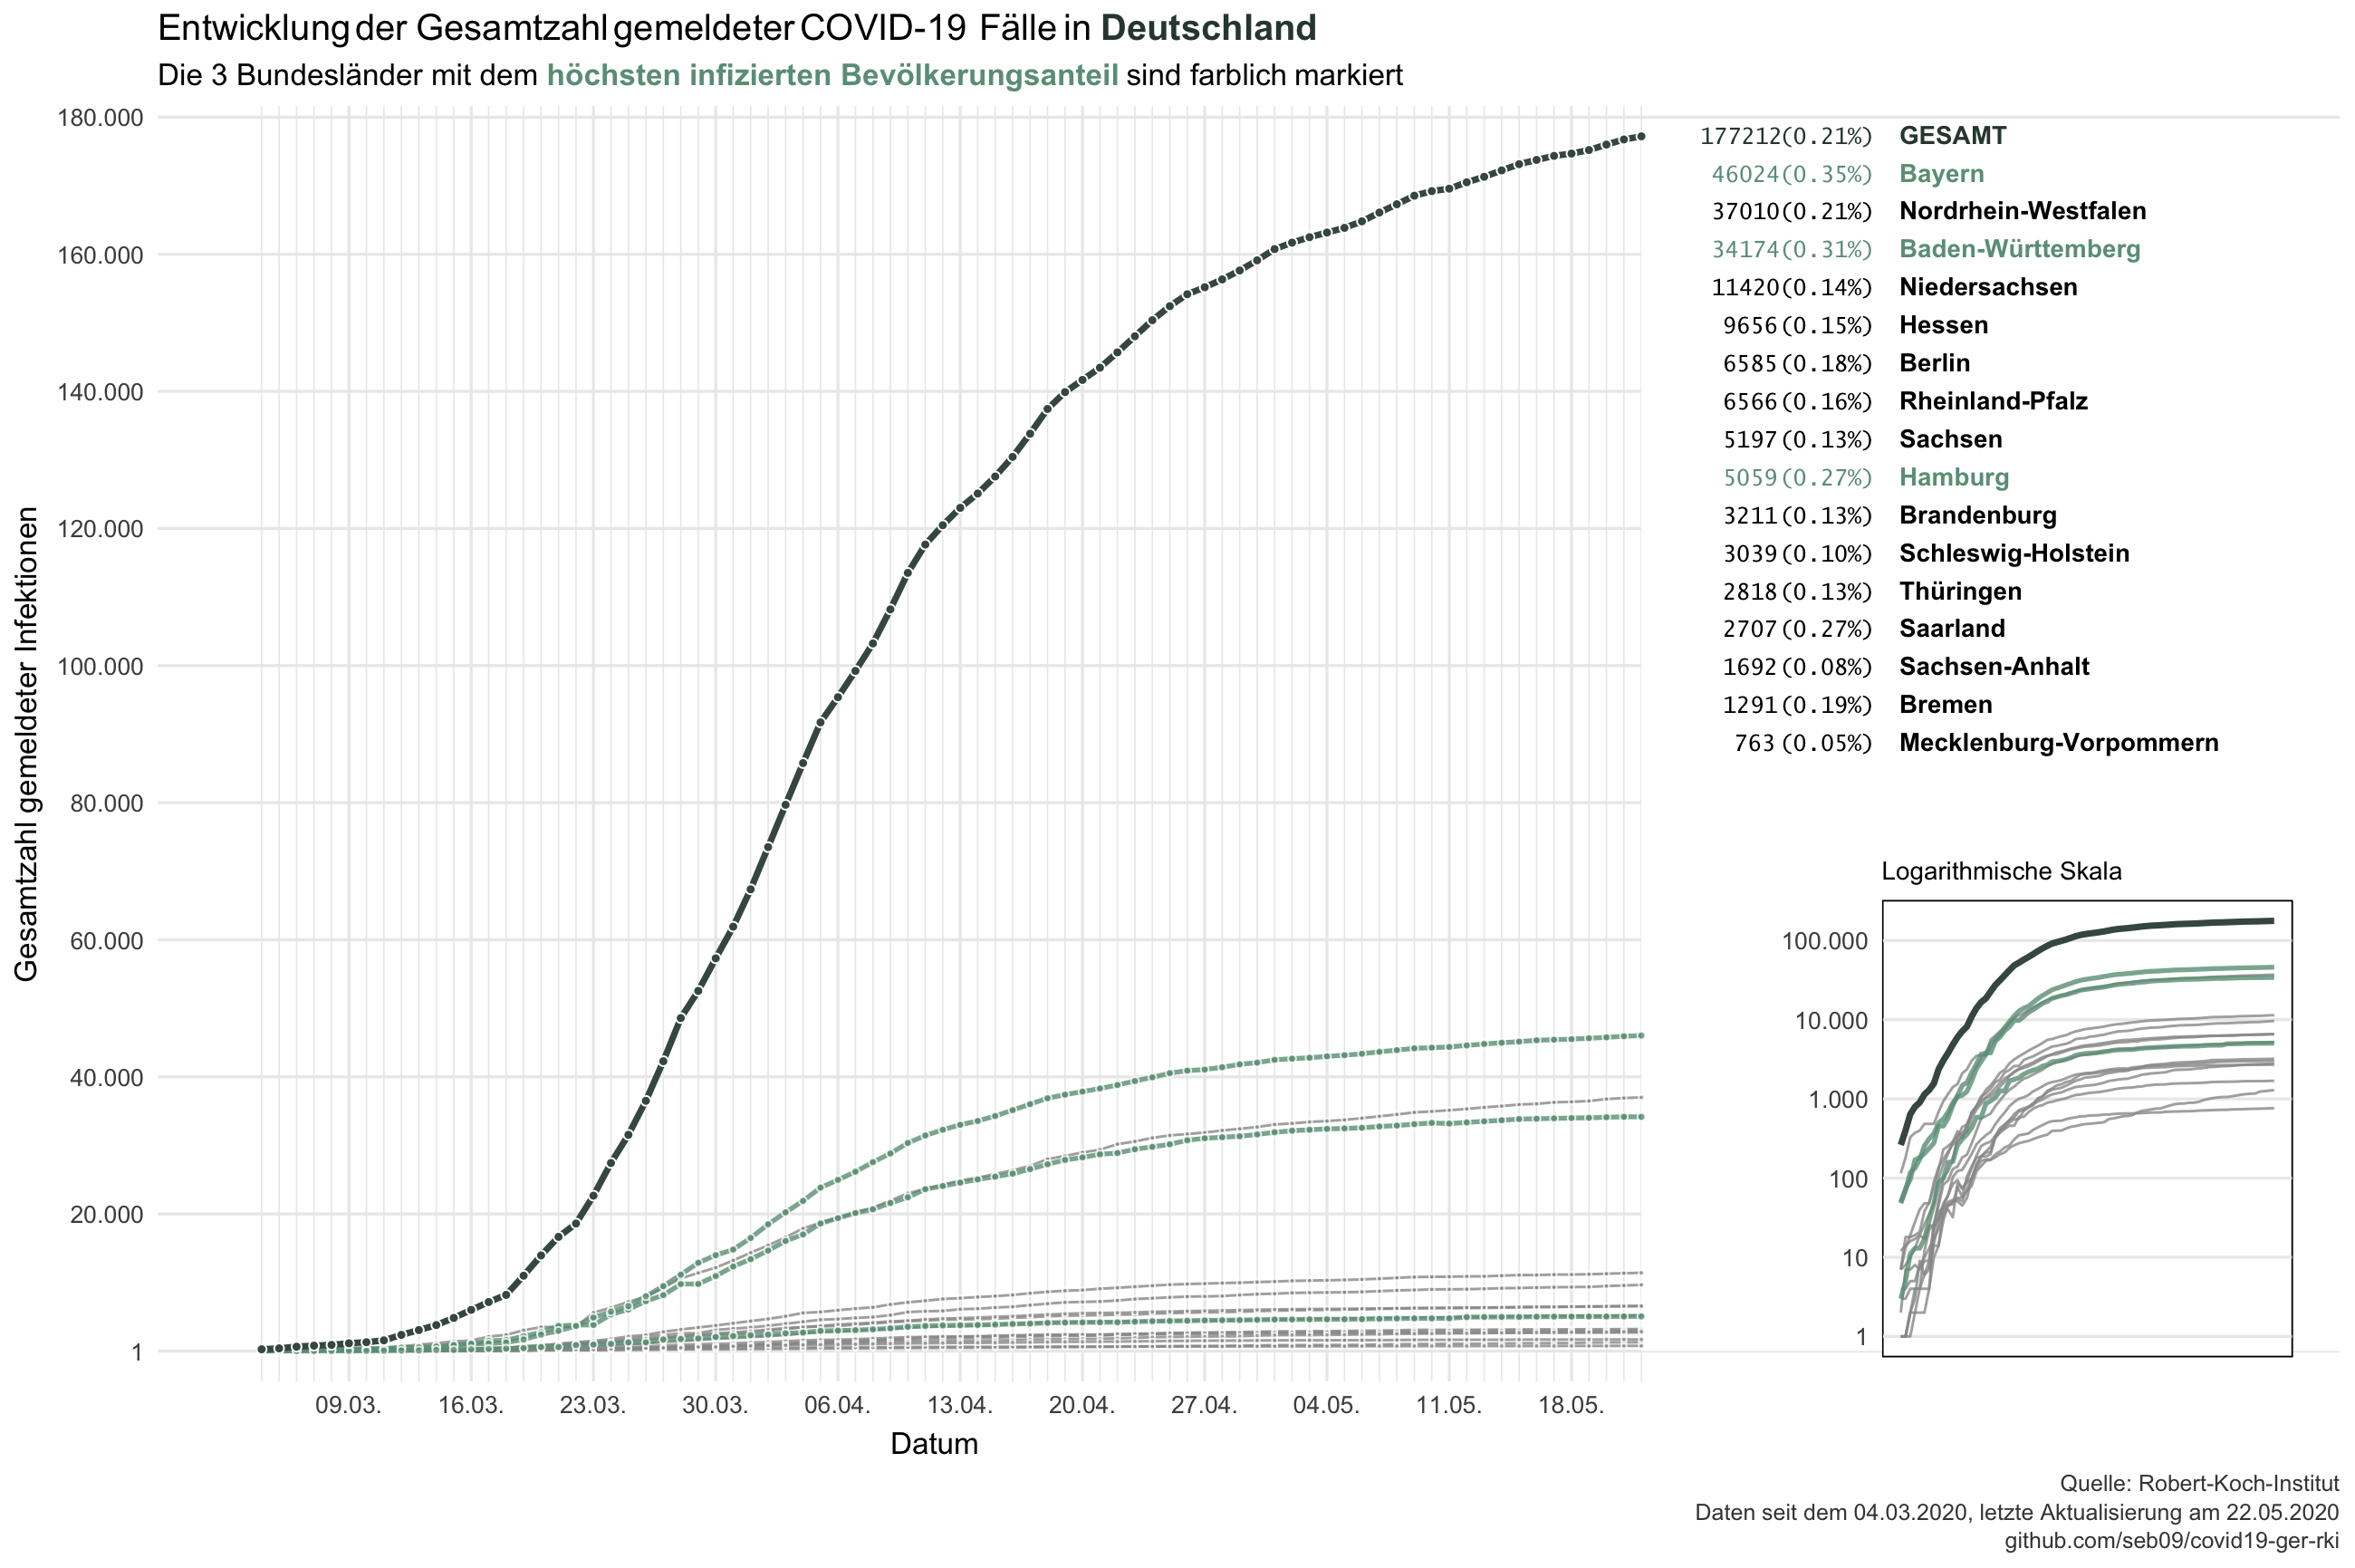 Entwicklung der Gesamtzahl gemeldeter COVID-19 Fälle in Deutschland
Die 3 Bundesländer mit dem höchsten infizierten Bevölkerungsanteil sind farblich markiert
Gesamtzahl gemeldeter Infektionen
180.000
160.000
140.000
120.000
100.000
80.000
60.000
40.000
20.000
1
09.03. 16.03. 23.03. 30.03. 06.04. 13.04. 20.04. 27.04. 04.05. 11.05. 18.05.
Datum
177212(0.21%) GESAMT
46024(0.35%) Bayern
37010(0.21%) Nordrhein-Westfalen
34174(0.31%) Baden-Württemberg
11420(0.14%) Niedersachsen
9656(0.15%) Hessen
6585(0.18%) Berlin
6566(0.16%) Rheinland-Pfalz
5197(0.13%) Sachsen
5059(0.27%) Hamburg
3211(0.13%) Brandenburg
3039(0.10%) Schleswig-Holstein
2818(0.13%) Thüringen
2707(0.27%) Saarland
1692(0.08%) Sachsen-Anhalt
1291(0.19%) Bremen
763(0.05%) Mecklenburg-Vorpommern
Logarithmische Skala
100.000
10.000
1.000
100
10
1
Quelle: Robert-Koch-Institut
Daten seit dem 04.03.2020, letzte Aktualisierung am 22.05.2020
github.com/seb09/covid19-ger-rki